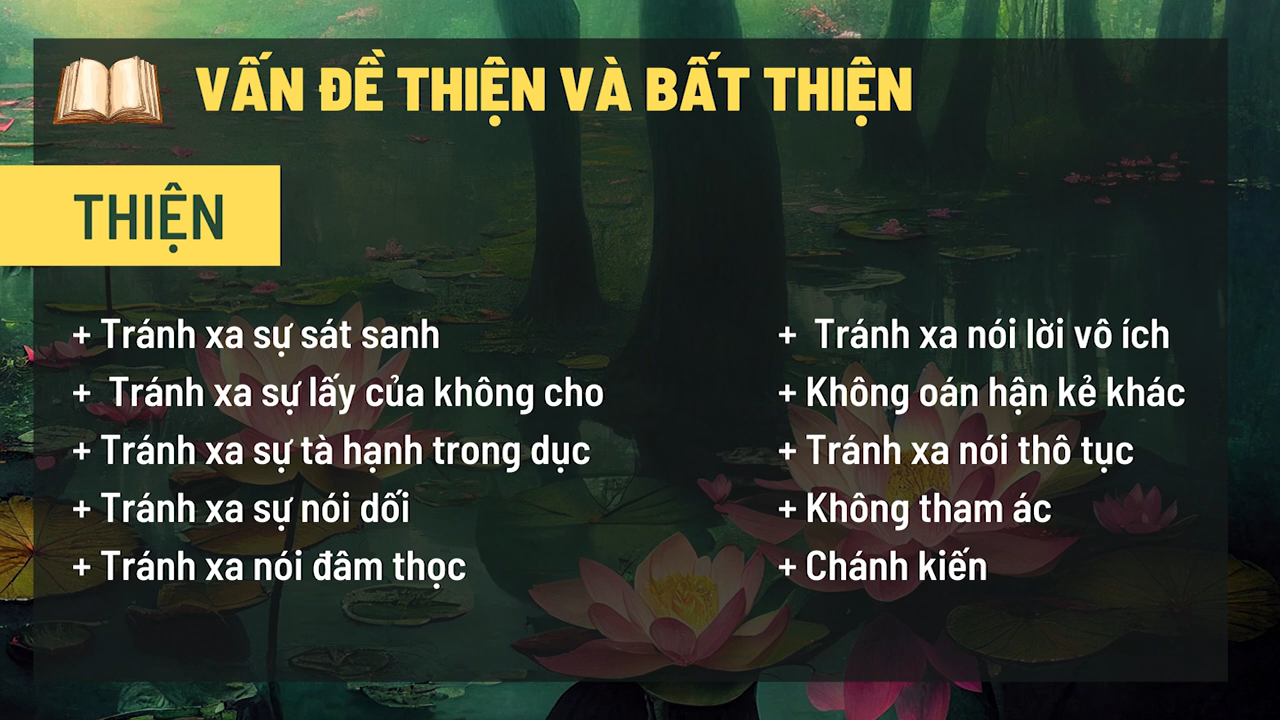 VẤN ĐỀ THIỆN VÀ BẤT THIỆN
THIỆN
+ Tránh xa sự sát sanh
+ Tránh xa sự lấy của không cho
+ Tránh xa sự tà hạnh trong dục
+ Tránh xa sự nói dối
+ Tránh xa nói đâm thọc
+ Tránh xa nói lời vô ích
+ Không oán hận kẻ khác
+ Tránh xa nói thô tục
+ Không tham ác
+ Chánh kiến